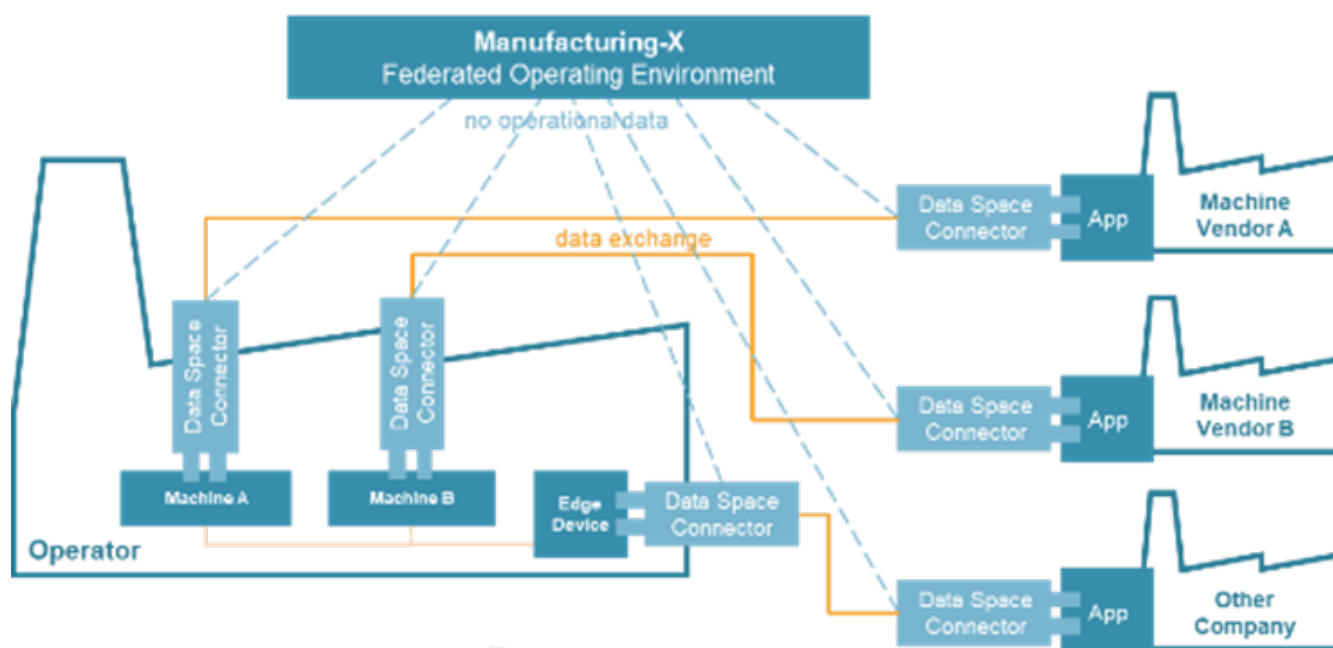 Manufacturing-X
Federated Operating Environment
no operational data
data exchange
Data Space
Connector
App
Machine
Vendor A
Data Space
Connector
Data Space
Connector
Data Space
Connector
App
Machine
Vendor B
Machine A
Machine B
Edge
Device
Data Space
Connector
Operator
Data Space
Connector
App
Other
Company